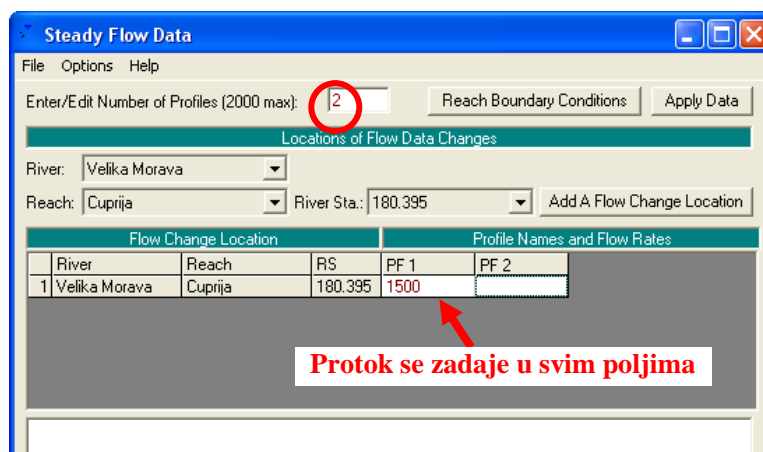 Steady Flow Data
File Options Help
Enter/Edit Number of Profiles (2000 max): 2 Reach Boundary Conditions Apply Data
Locations of Flow Data Changes
River: Velika Morava
Reach: Cuprija River Sta.: 180.395 Add A Flow Change Location
Flow Change Location Profile Names and Flow Rates
River Reach RS PF 1 PF 2
1 Velika Morava Cuprija 180.395 1500
Protok se zadaje u svim poljima